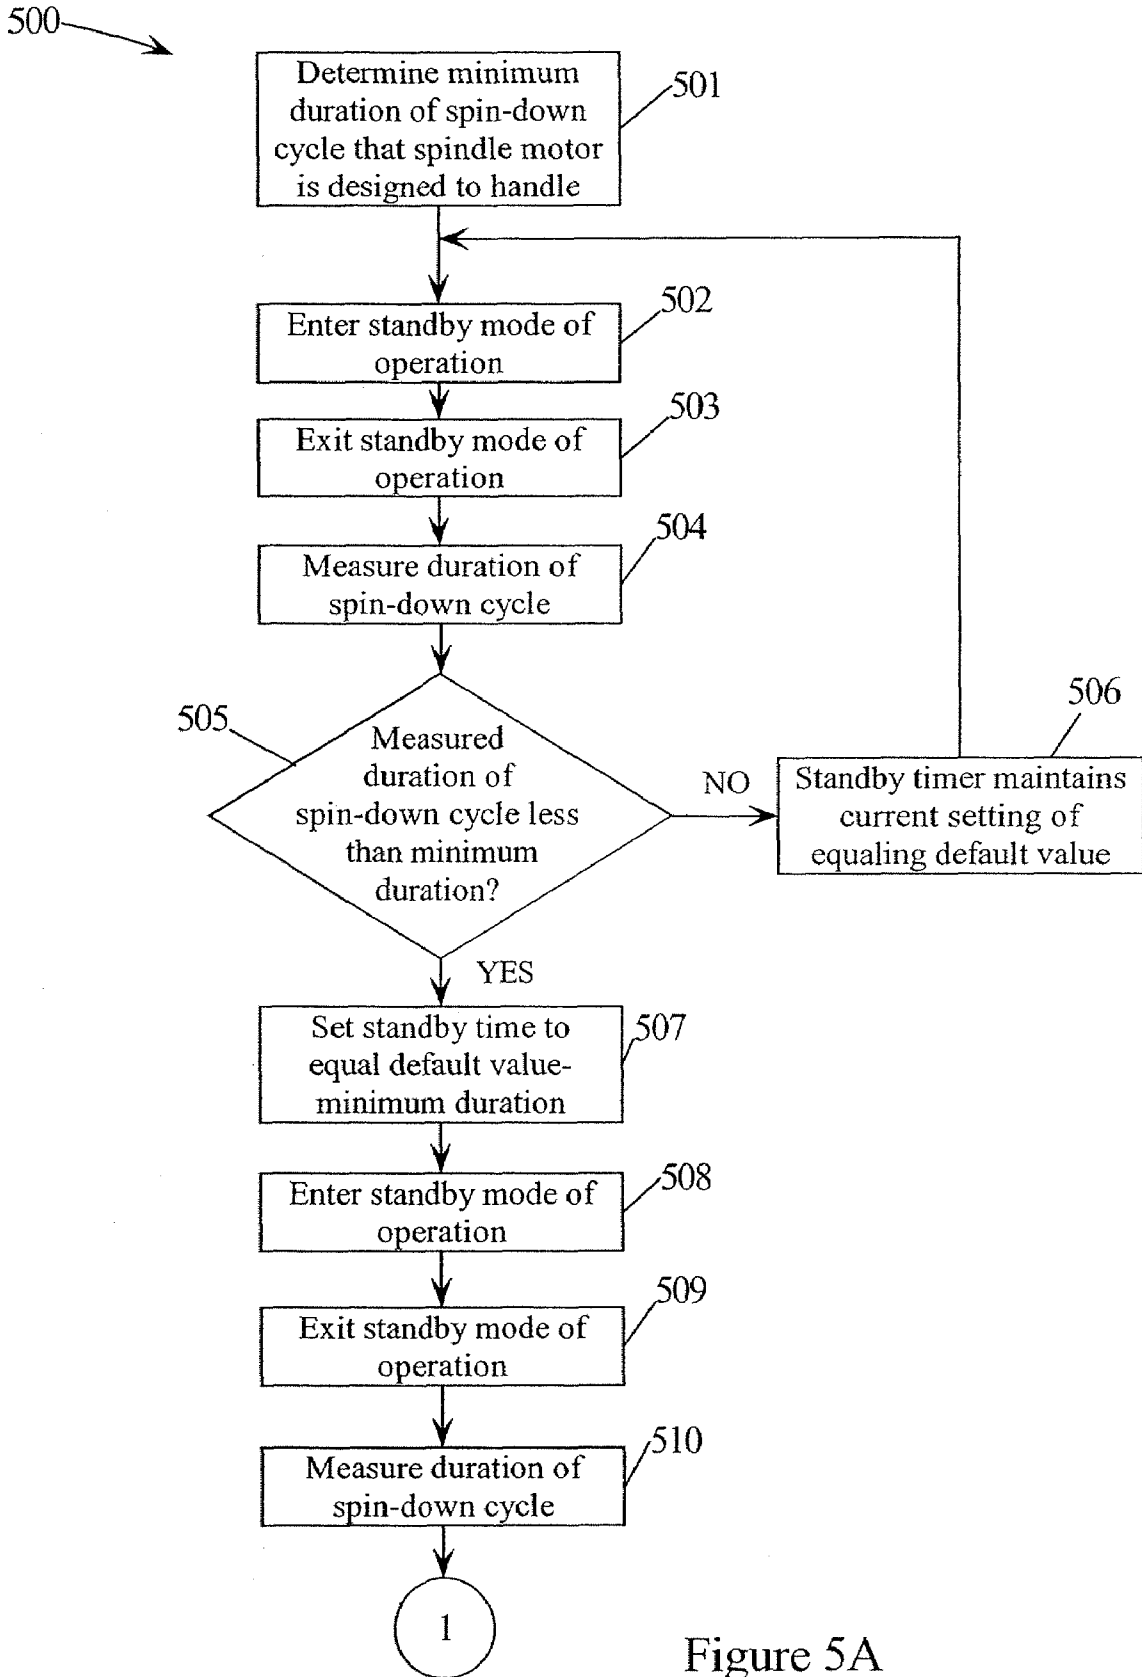 500
Determine minimum
duration of spin-down
cycle that spindle motor
is designed to handle
501
Enter standby mode of
operation
502
Exit standby mode of
operation
503
Measure duration of
spin-down cycle
504
505
Measured
duration of
spin-down cycle less
than minimum
duration?
NO
506
Standby timer maintains
current setting of
equaling default value
YES
Set standby time to
equal default value-
minimum duration
507
Enter standby mode of
operation
508
Exit standby mode of
operation
509
Measure duration of
spin-down cycle
510
1
Figure 5A